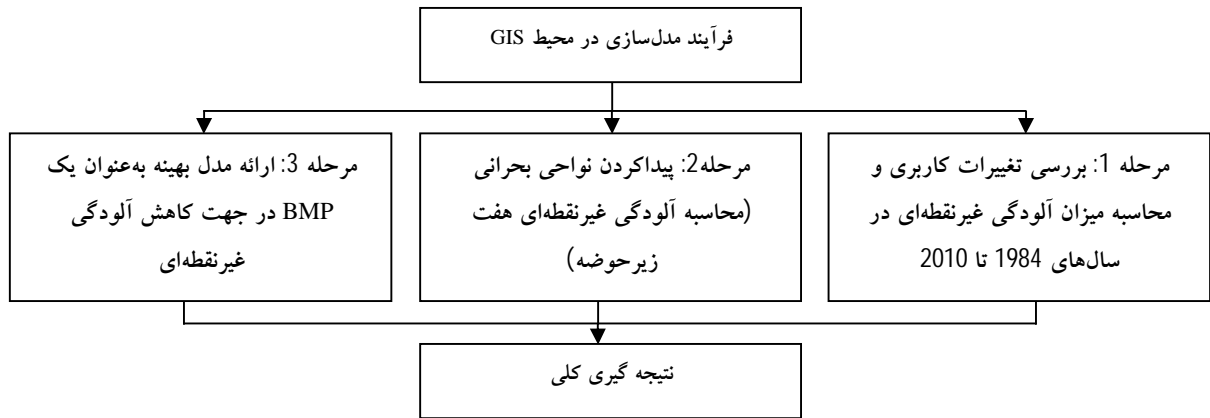 فرآیند مدل‌سازی در محیط GIS
مرحله 1: بررسی تغییرات کاربری و
محاسبه میزان آلودگی غیرنقطه‌ای در
سال‌های 1984 تا 2010
مرحله2: پیداکردن نواحی بحرانی
(محاسبه آلودگی غیرنقطه‌ای هفت
زیرحوضه)
مرحله 3: ارائه مدل بهینه به‌عنوان یک
BMP در جهت کاهش آلودگی
غیرنقطه‌ای
نتیجه گیری کلی